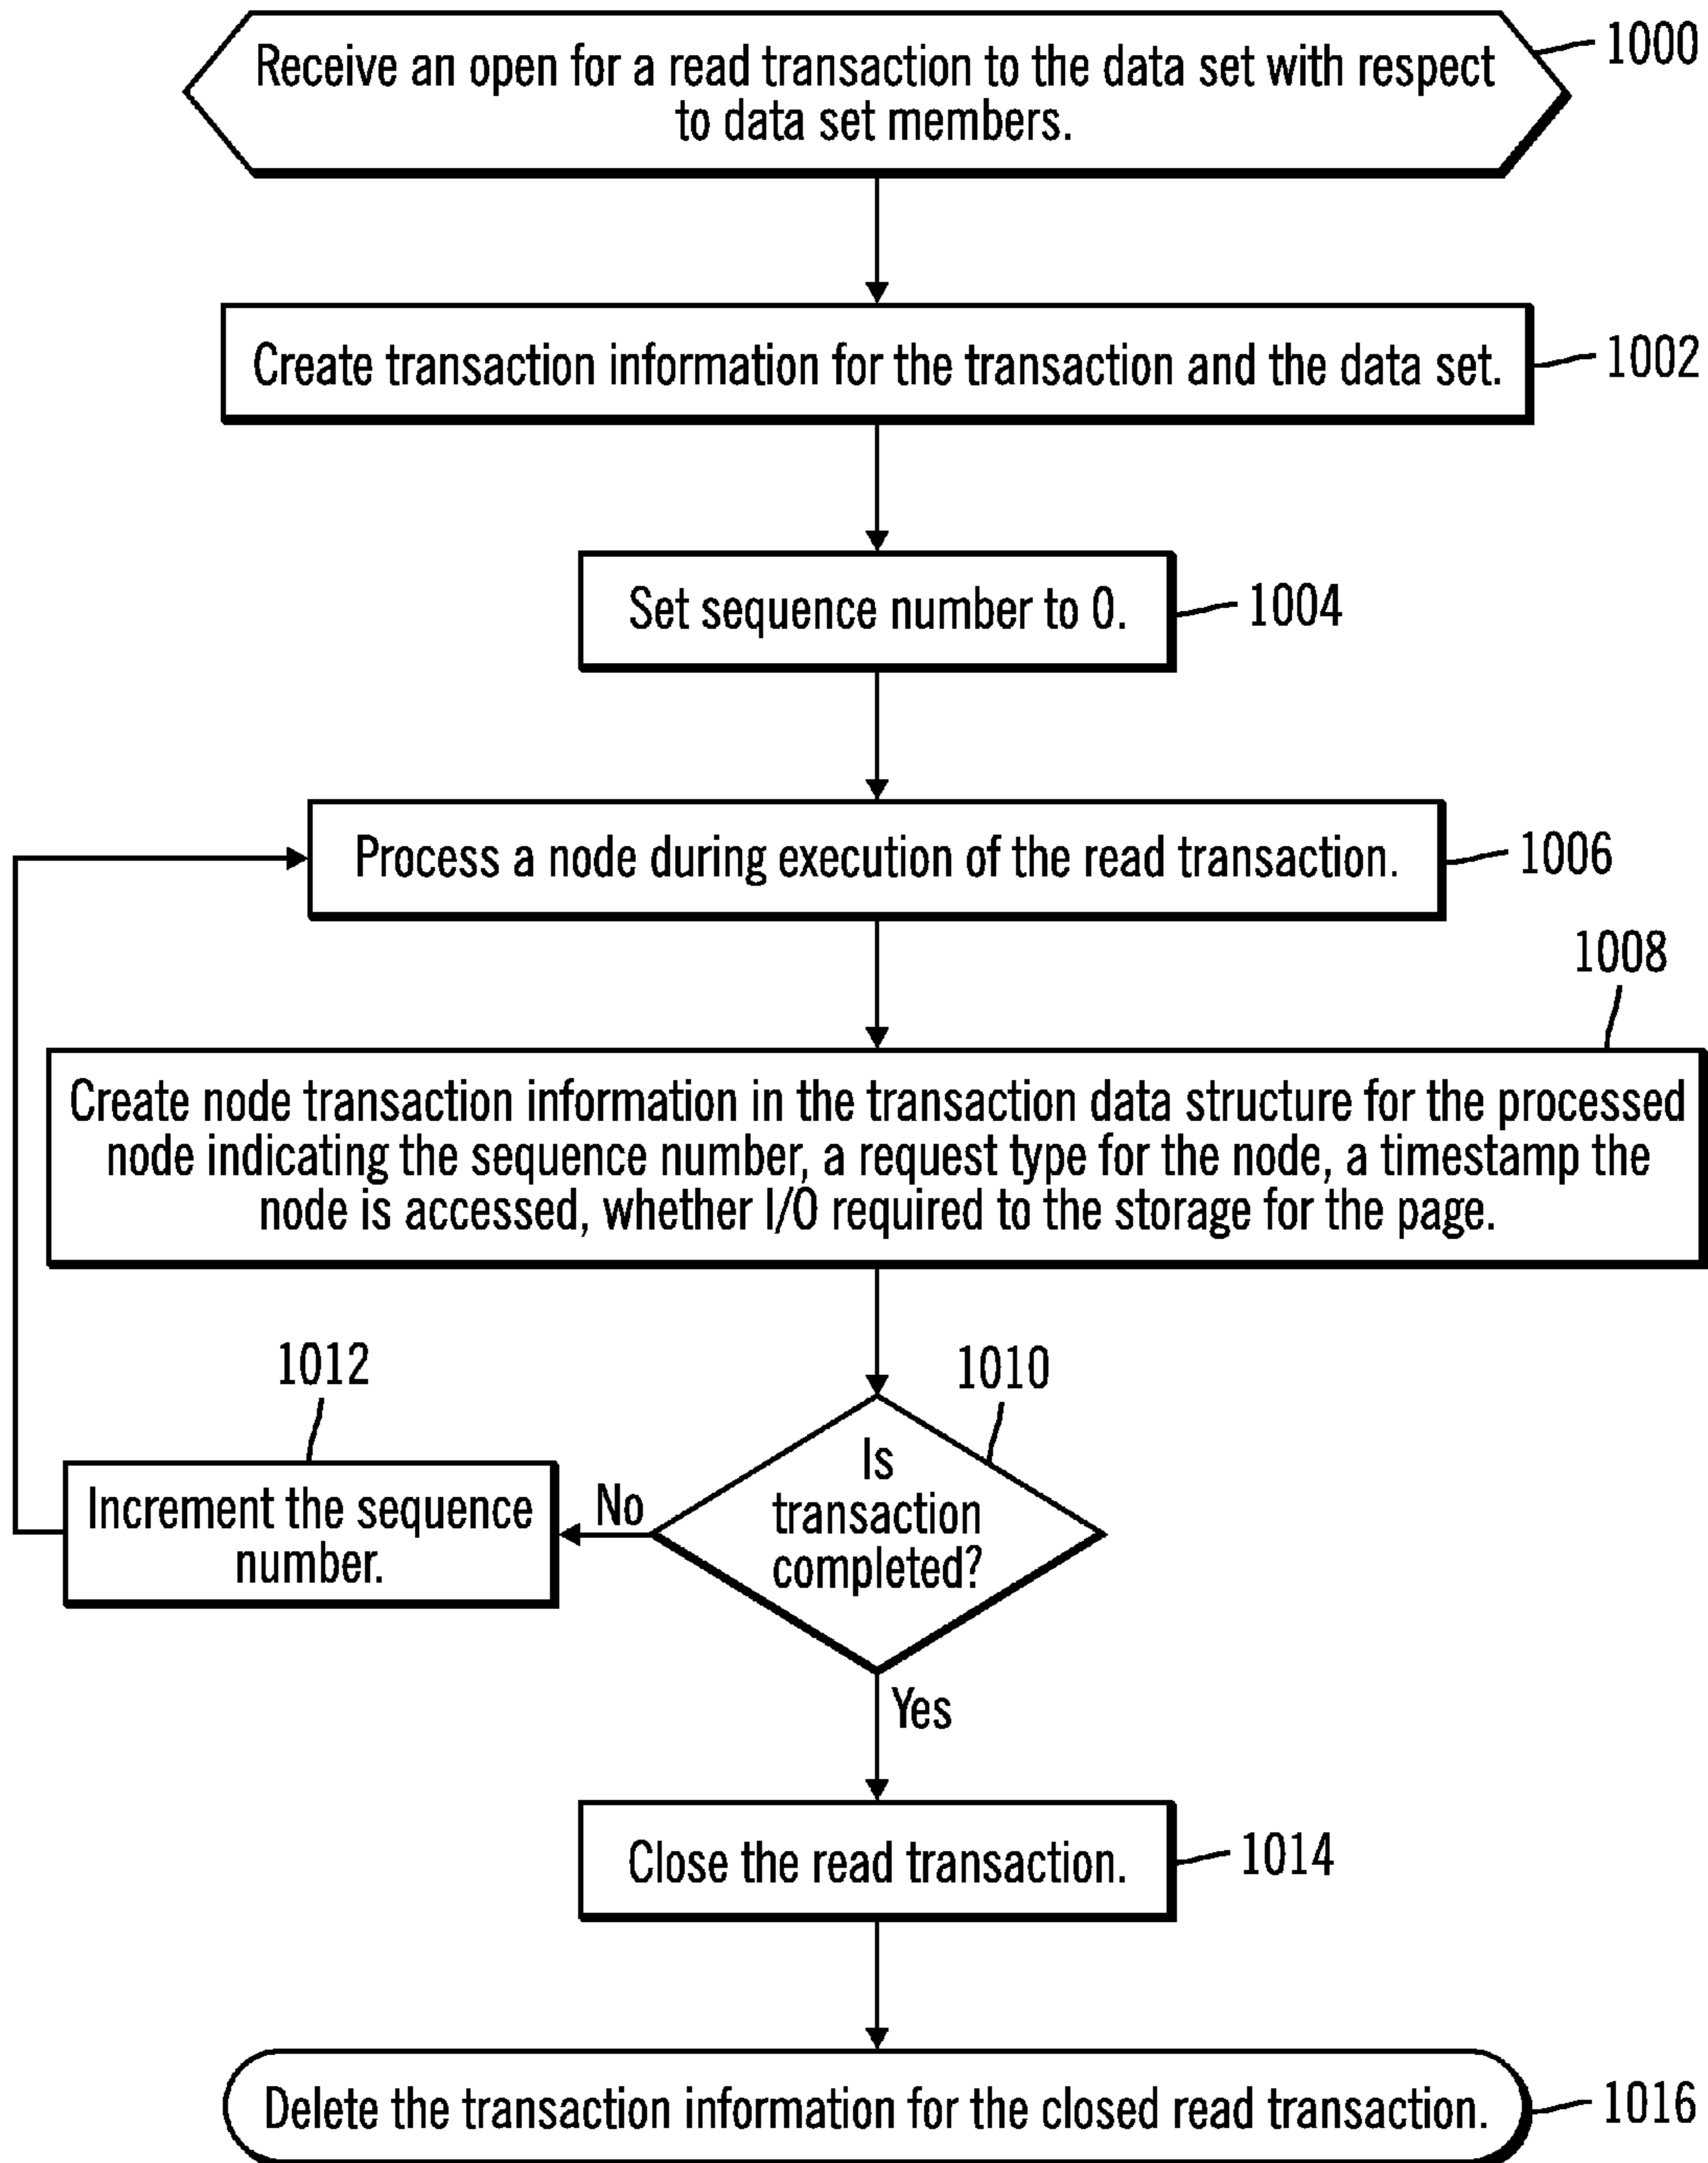 Receive an open for a read transaction to the data set with respect
to data set members.
1000
Create transaction information for the transaction and the data set.
1002
Set sequence number to 0.
1004
Process a node during execution of the read transaction.
1006
1008
Create node transaction information in the transaction data structure for the processed
node indicating the sequence number, a request type for the node, a timestamp the
node is accessed, whether I/O required to the storage for the page.
1012
1010
Increment the sequence
number.
No
Is
transaction
completed?
Yes
Close the read transaction.
1014
Delete the transaction information for the closed read transaction.
1016